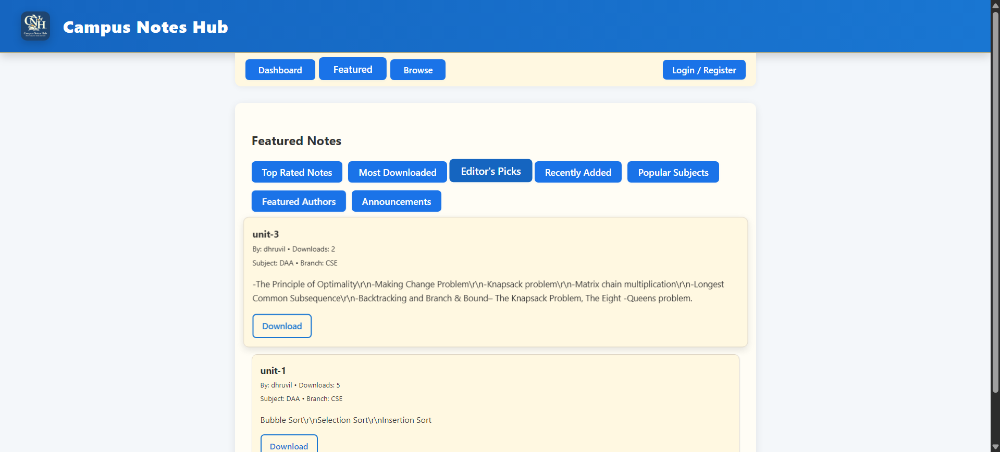 CNH
Campus Notes Hub
Campus Notes Hub
Dashboard
Featured
Browse
Login / Register
Featured Notes
Top Rated Notes
Most Downloaded
Editor's Picks
Recently Added
Popular Subjects
Featured Authors
Announcements
unit-3
By: dhruvil • Downloads: 2
Subject: DAA • Branch: CSE
-The Principle of Optimality\r\n-Making Change Problem\r\n-Knapsack problem\r\n-Matrix chain multiplication\r\n-Longest
Common Subsequence\r\n-Backtracking and Branch & Bound– The Knapsack Problem, The Eight -Queens problem.
Download
unit-1
By: dhruvil • Downloads: 5
Subject: DAA • Branch: CSE
Bubble Sort\r\nSelection Sort\r\nInsertion Sort
Download